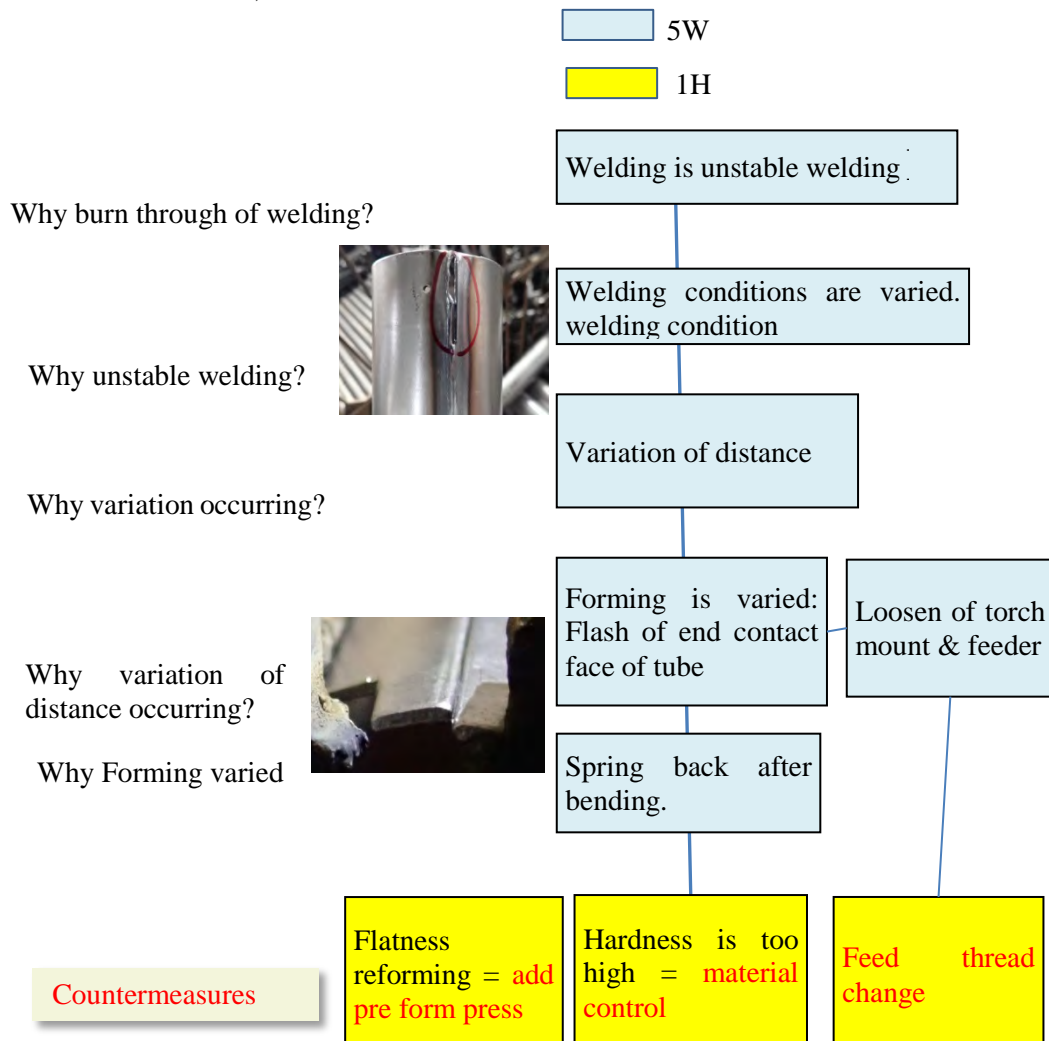 5W
1H
Welding is unstable welding
Why burn through of welding?
Welding conditions are varied.
welding condition
Why unstable welding?
Variation of distance
Why variation occurring?
Forming is varied:
Flash of end contact
face of tube
Loosen of torch
mount & feeder
Why variation of
distance occurring?
Why Forming varied
Spring back after
bending.
Flatness
reforming = add
pre form press
Hardness is too
high = material
control
Feed thread
change
Countermeasures